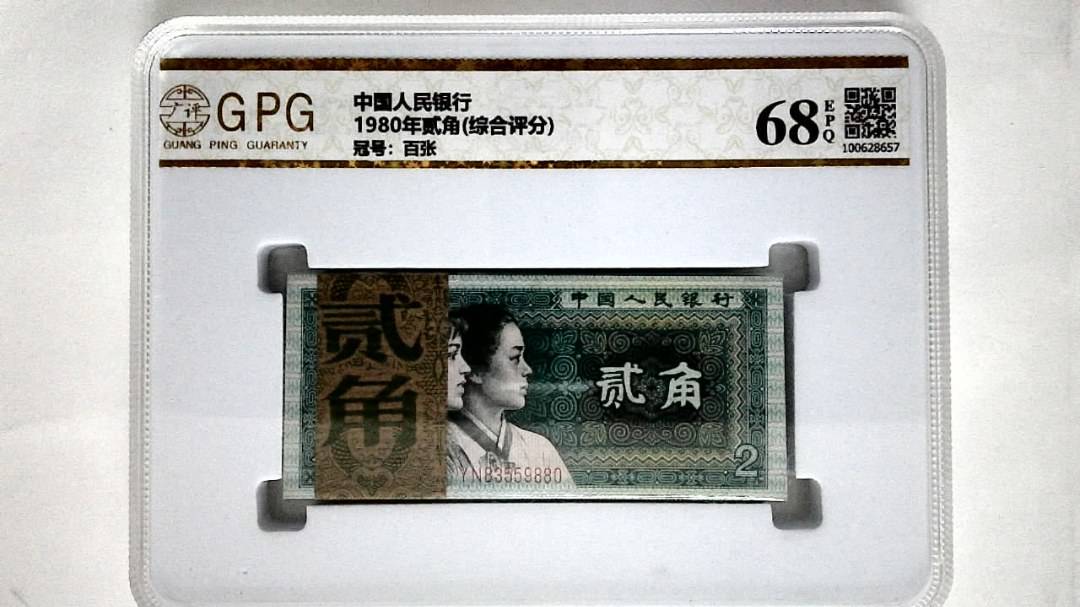 广评
GPG
GUANG PING GUARANTY
中国人民银行
1980年贰角(综合评分)
冠号：百张
68
EPQ
100628657
贰角
中国人民银行
贰角
YN83559880
2